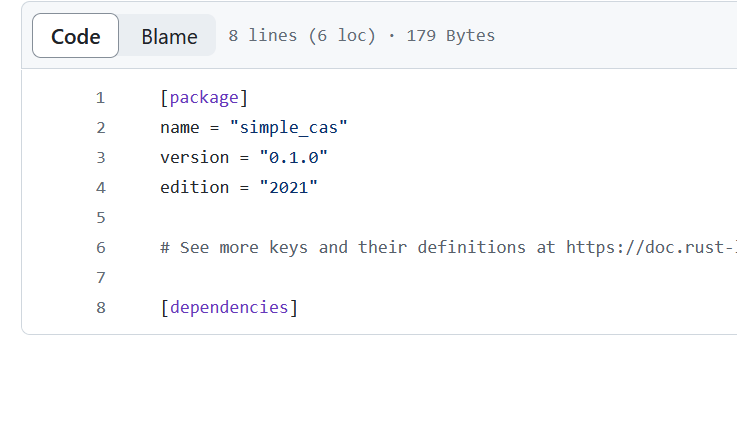 Code Blame 8 lines (6 loc) · 179 Bytes
1 [package]
2 name = "simple_cas"
3 version = "0.1.0"
4 edition = "2021"
5
6 # See more keys and their definitions at https://doc.rust-
7
8 [dependencies]